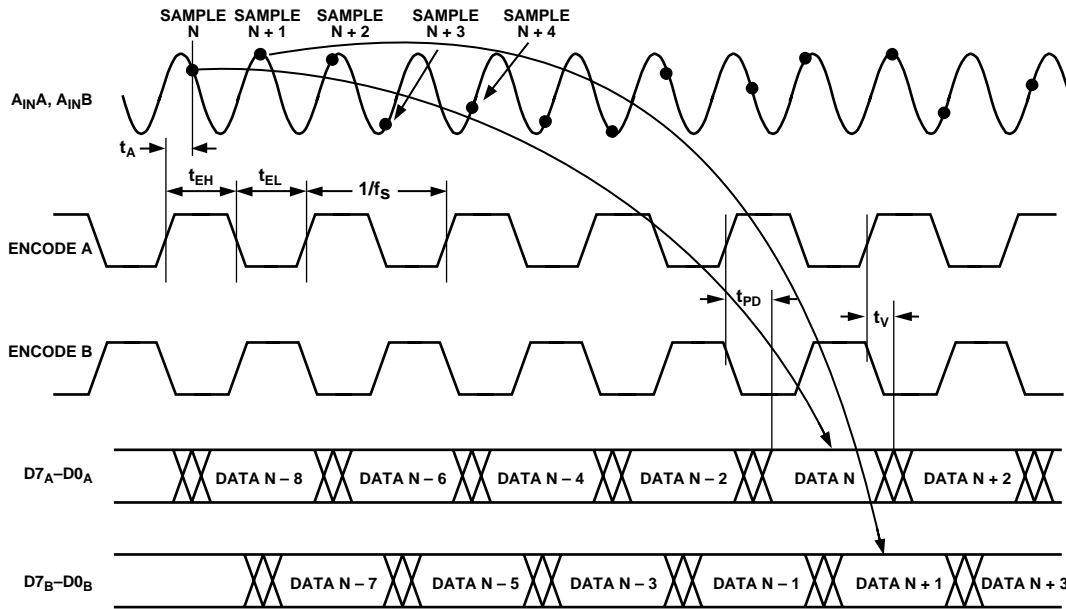 SAMPLE N
SAMPLE N + 1
SAMPLE N + 2
SAMPLE N + 3
SAMPLE N + 4
AINA, AINB
tA
tEH
tEL
1/fS
ENCODE A
tPD
tV
ENCODE B
D7A–D0A
DATA N – 8
DATA N – 6
DATA N – 4
DATA N – 2
DATA N
DATA N + 2
D7B–D0B
DATA N – 7
DATA N – 5
DATA N – 3
DATA N – 1
DATA N + 1
DATA N + 3